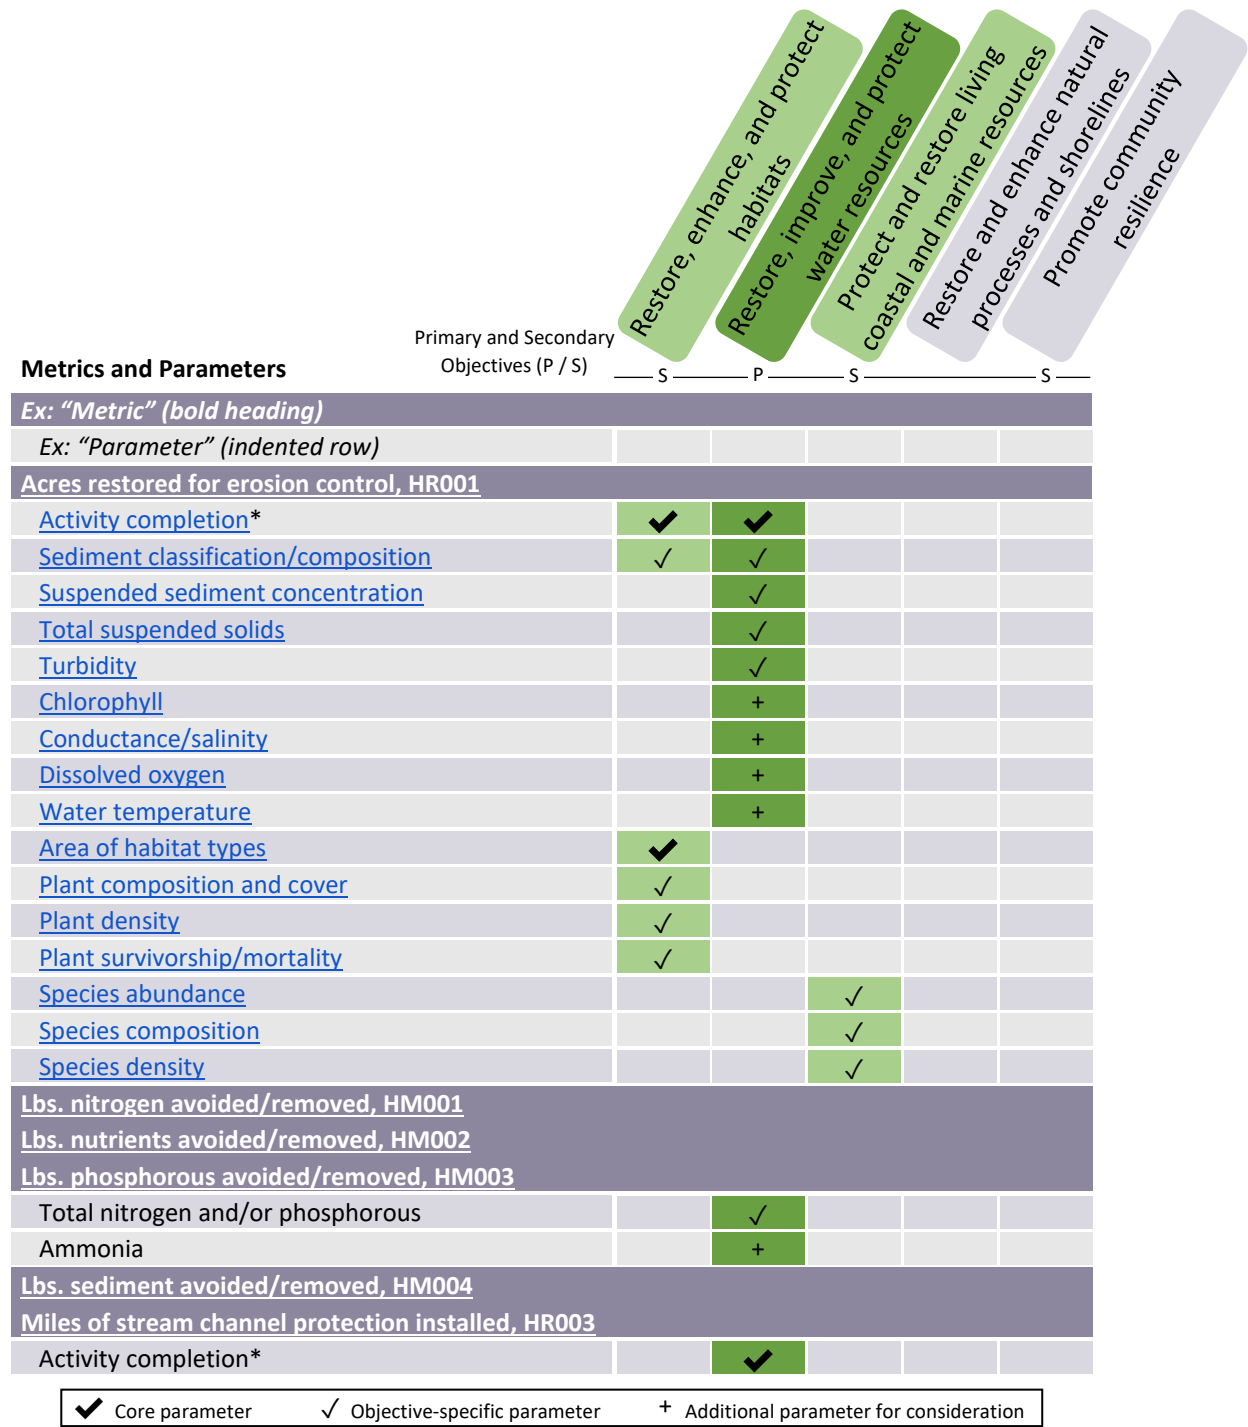 Restore, enhance, and protect
habitats
Restore, improve, and protect
water resources
Protect and restore living
coastal and marine resources
Restore and enhance natural
processes and shorelines
Promote community
resilience
Primary and Secondary
Objectives (P / S)
Metrics and Parameters
S P S S
Ex: “Metric” (bold heading)
Ex: “Parameter” (indented row)
Acres restored for erosion control, HR001
Activity completion* ✔ ✔
Sediment classification/composition ✓ ✓
Suspended sediment concentration ✓
Total suspended solids ✓
Turbidity ✓
Chlorophyll +
Conductance/salinity +
Dissolved oxygen +
Water temperature +
Area of habitat types ✔
Plant composition and cover ✓
Plant density ✓
Plant survivorship/mortality ✓
Species abundance ✓
Species composition ✓
Species density ✓
Lbs. nitrogen avoided/removed, HM001
Lbs. nutrients avoided/removed, HM002
Lbs. phosphorous avoided/removed, HM003
Total nitrogen and/or phosphorous ✓
Ammonia +
Lbs. sediment avoided/removed, HM004
Miles of stream channel protection installed, HR003
Activity completion* ✔
✔ Core parameter ✓ Objective-specific parameter + Additional parameter for consideration